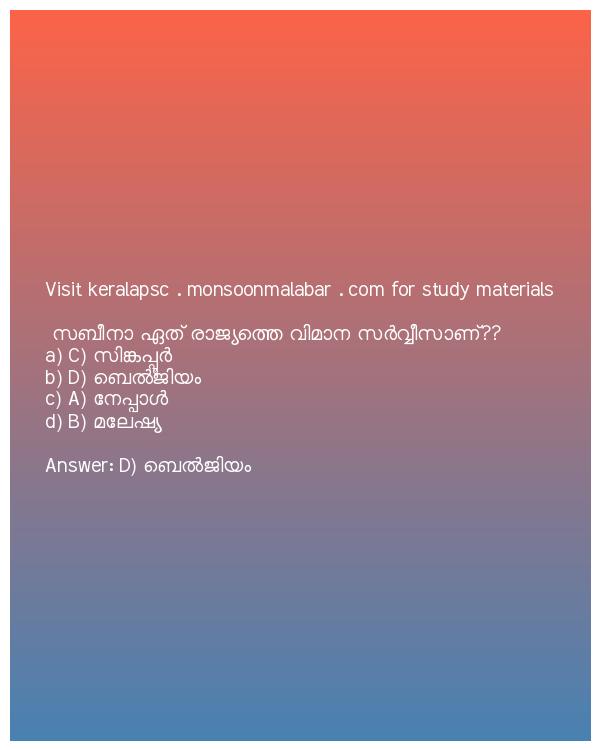 Visit keralapsc . monsoonmalabar . com for study materials
സബീനാ ഏത് രാജ്യത്തെ വിമാന സർവ്വീസാണ്??
a) C) സിങ്കപ്പൂർ
b) D) ബെൽജിയം
c) A) നേപ്പാൾ
d) B) മലേഷ്യ
Answer: D) ബെൽജിയം